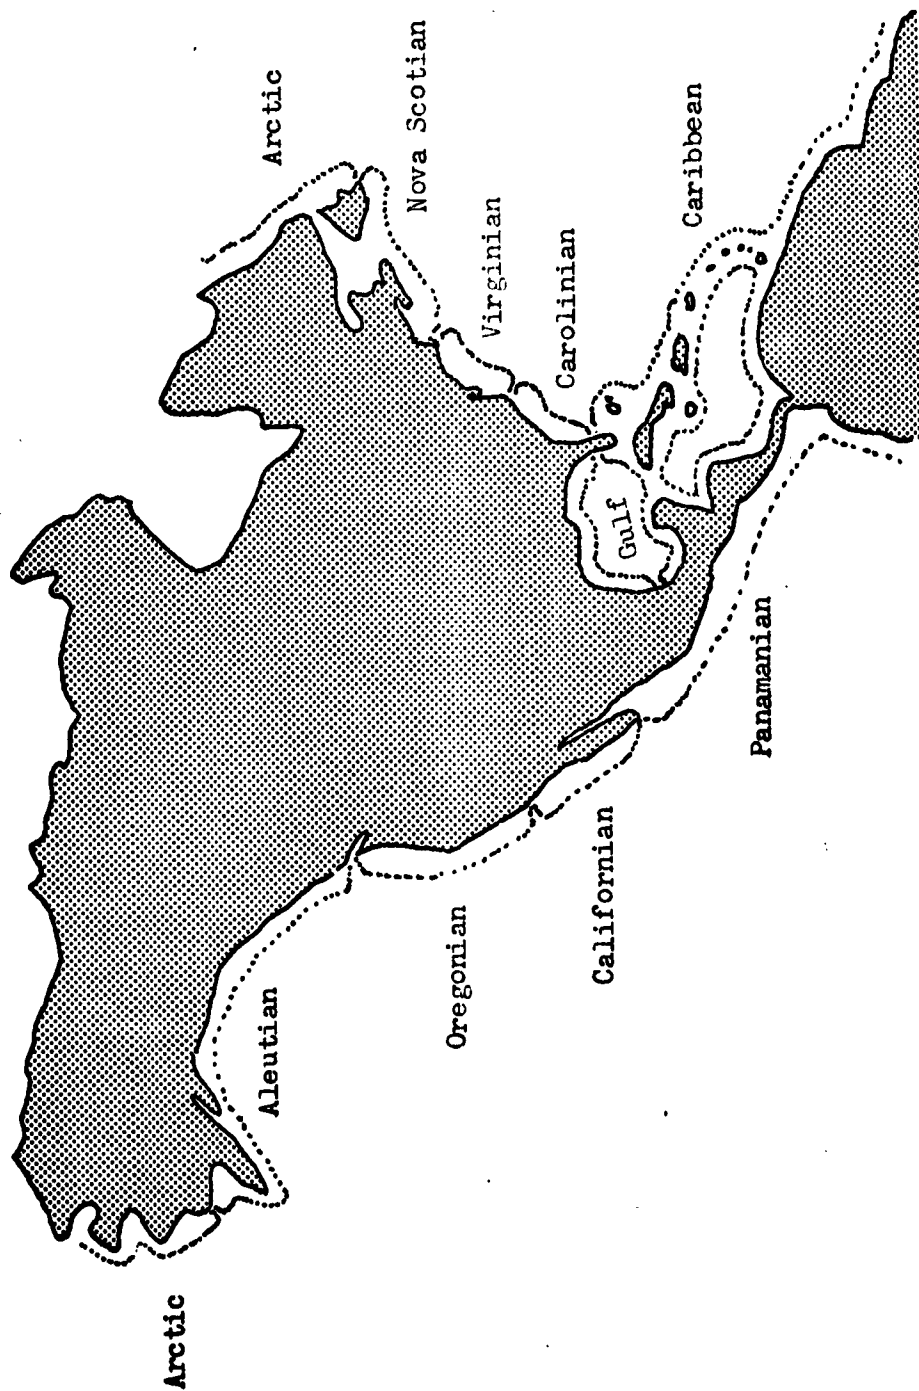 Arctic
Aleutian
Oregonian
Californian
Panamanian
Gulf
Arctic
Nova Scotian
Virginian
Carolinian
Caribbean